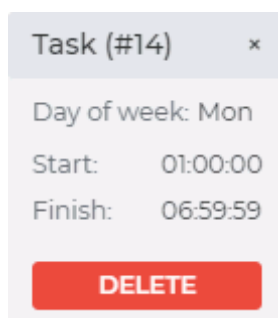 Task (#14) ×
Day of week: Mon
Start: 01:00:00
Finish: 06:59:59
DELETE